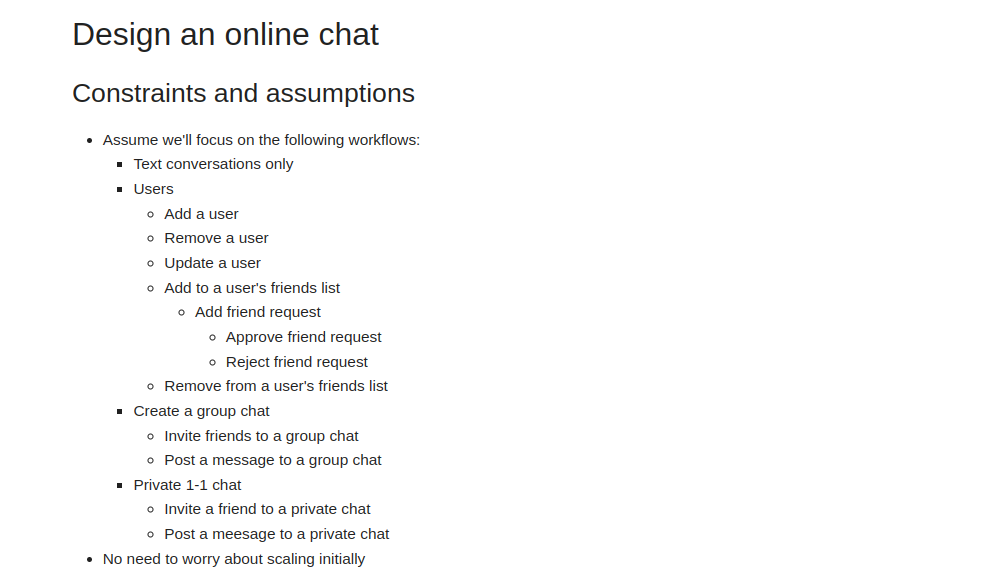 Design an online chat
Constraints and assumptions
Assume we'll focus on the following workflows:
Text conversations only
Users
Add a user
Remove a user
Update a user
Add to a user's friends list
Add friend request
Approve friend request
Reject friend request
Remove from a user's friends list
Create a group chat
Invite friends to a group chat
Post a message to a group chat
Private 1-1 chat
Invite a friend to a private chat
Post a meesage to a private chat
No need to worry about scaling initially